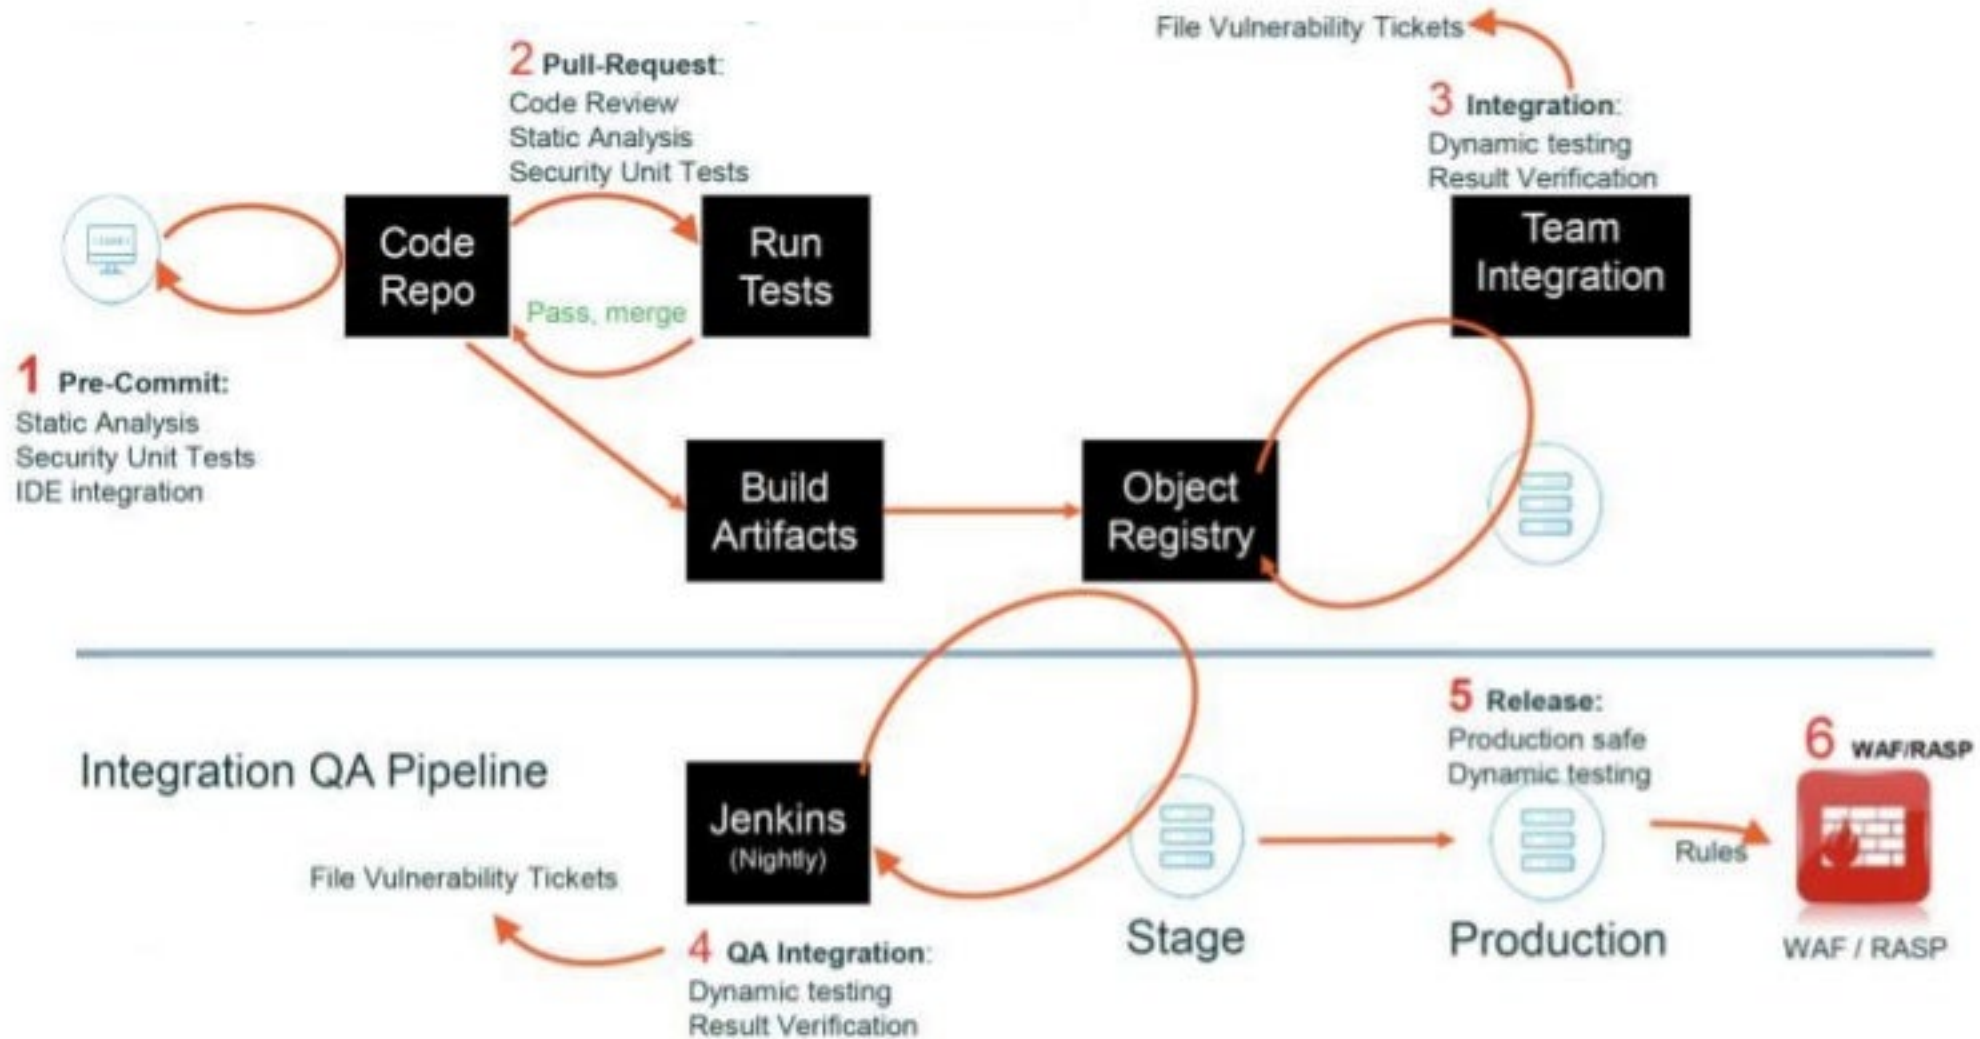 2 Pull-Request:
Code Review
Static Analysis
Security Unit Tests
File Vulnerability Tickets
3 Integration:
Dynamic testing
Result Verification
Code
Repo
Run
Tests
Pass, merge
Team
Integration
1 Pre-Commit:
Static Analysis
Security Unit Tests
IDE integration
Build
Artifacts
Object
Registry
Integration QA Pipeline
Jenkins
(Nightly)
File Vulnerability Tickets
4 QA Integration:
Dynamic testing
Result Verification
Stage
5 Release:
Production safe
Dynamic testing
Production
Rules
6 WAF/RASP
WAF / RASP